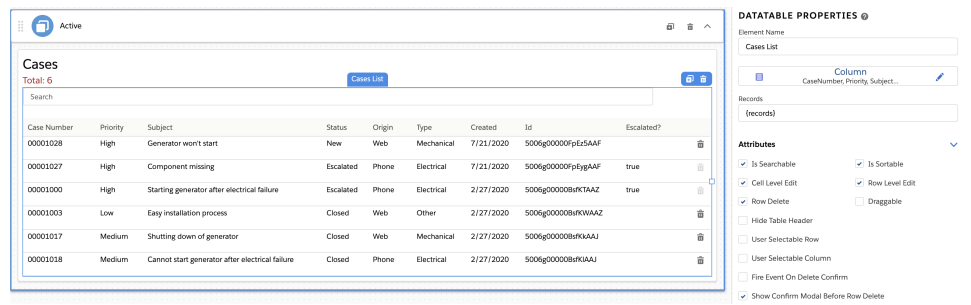 Active
Cases
Total: 6
Cases List
Search
Case Number Priority Subject Status Origin Type Created Id Escalated?
00001028 High Generator won't start New Web Mechanical 7/21/2020 5006g00000FpEz5AAF
00001027 High Component missing Escalated Phone Electrical 7/21/2020 5006g00000FpEygAAF true
00001000 High Starting generator after electrical failure Escalated Phone Electrical 2/27/2020 5006g00000BsfKTAAZ true
00001003 Low Easy installation process Closed Web Other 2/27/2020 5006g00000BsfKWAAZ
00001017 Medium Shutting down of generator Closed Web Mechanical 2/27/2020 5006g00000BsfKkAAJ
00001018 Medium Cannot start generator after electrical failure Closed Phone Electrical 2/27/2020 5006g00000BsfKlAAJ
DATATABLE PROPERTIES ?
Element Name
Cases List
Column
CaseNumber, Priority, Subject...
Records
{records}
Attributes
Is Searchable Is Sortable
Cell Level Edit Row Level Edit
Row Delete Draggable
Hide Table Header
User Selectable Row
User Selectable Column
Fire Event On Delete Confirm
Show Confirm Modal Before Row Delete